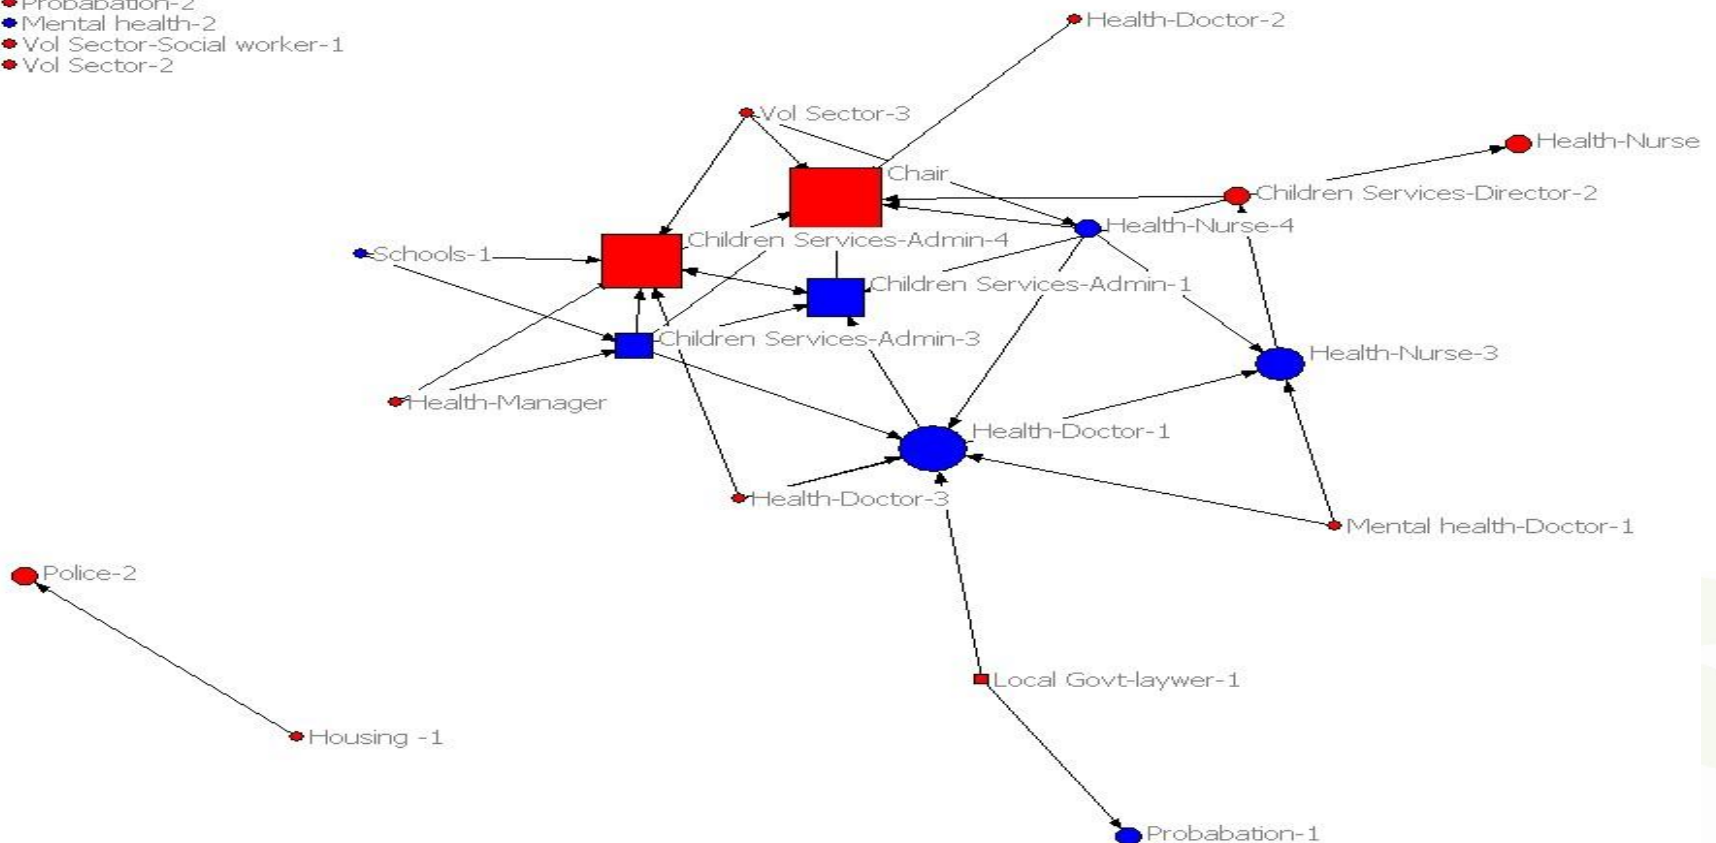 Probabation-2
Mental health-2
Vol Sector-Social worker-1
Vol Sector-2
Health-Doctor-2
Vol Sector-3
Health-Nurse
Chair
Children Services-Director-2
Health-Nurse-4
Children Services-Admin-4
Schools-1
Children Services-Admin-1
Children Services-Admin-3
Health-Nurse-3
Health-Manager
Health-Doctor-1
Health-Doctor-3
Mental health-Doctor-1
Police-2
Local Govt-laywer-1
Housing -1
Probabation-1